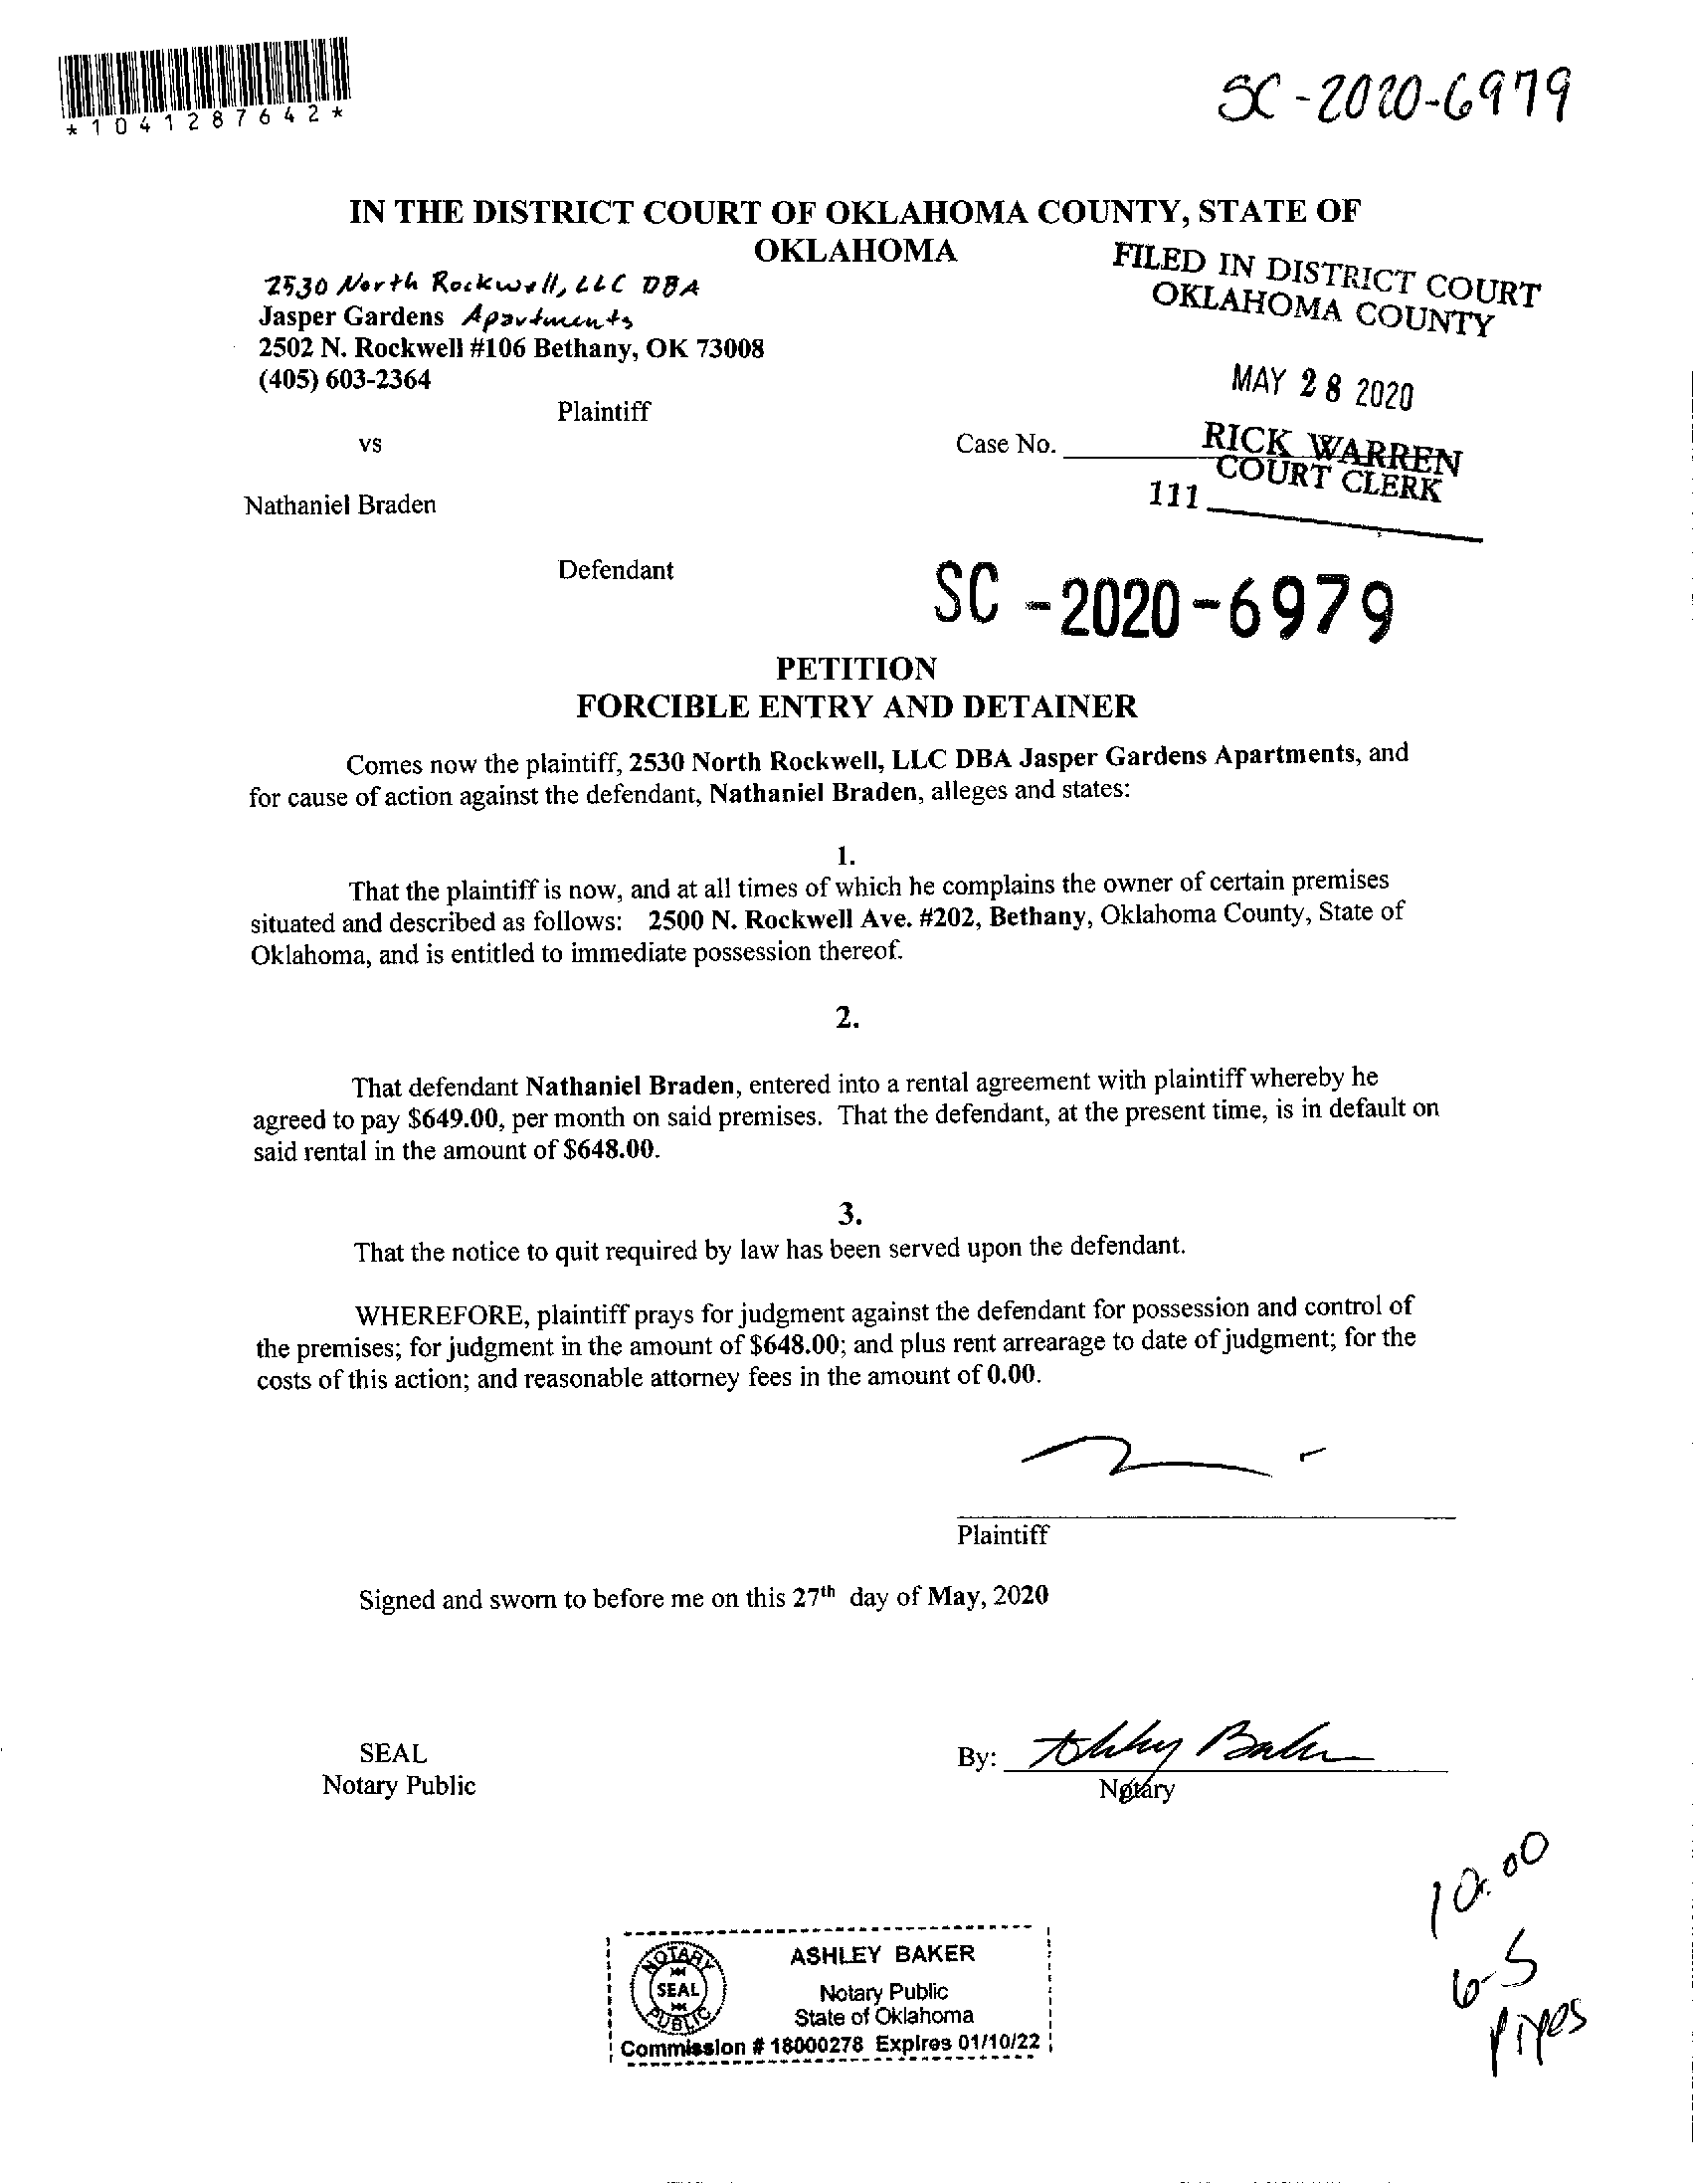 *1041287642*
SC-2020-6979
IN THE DISTRICT COURT OF OKLAHOMA COUNTY, STATE OF
OKLAHOMA
FILED IN DISTRICT COURT
OKLAHOMA COUNTY
2530 North Rockwell, LLC DBA
Jasper Gardens Apartments
2502 N. Rockwell #106 Bethany, OK 73008
(405) 603-2364
MAY 28 2020
Plaintiff
vs
Case No.
RICK WARREN
COURT CLERK
111
Nathaniel Braden
Defendant
SC-2020-6979
PETITION
FORCIBLE ENTRY AND DETAINER
Comes now the plaintiff, 2530 North Rockwell, LLC DBA Jasper Gardens Apartments, and
for cause of action against the defendant, Nathaniel Braden, alleges and states:
1.
That the plaintiff is now, and at all times of which he complains the owner of certain premises
situated and described as follows: 2500 N. Rockwell Ave. #202, Bethany, Oklahoma County, State of
Oklahoma, and is entitled to immediate possession thereof.
2.
That defendant Nathaniel Braden, entered into a rental agreement with plaintiff whereby he
agreed to pay $649.00, per month on said premises. That the defendant, at the present time, is in default on
said rental in the amount of $648.00.
3.
That the notice to quit required by law has been served upon the defendant.
WHEREFORE, plaintiff prays for judgment against the defendant for possession and control of
the premises; for judgment in the amount of $648.00; and plus rent arrearage to date of judgment; for the
costs of this action; and reasonable attorney fees in the amount of 0.00.
Plaintiff
Signed and sworn to before me on this 27th day of May, 2020
SEAL
Notary Public
By: Ashley Baker
Notary
10:00
6-5
Pipes
NOTARY
SEAL
PUBLIC
ASHLEY BAKER
Notary Public
State of Oklahoma
Commission # 18000278 Expires 01/10/22